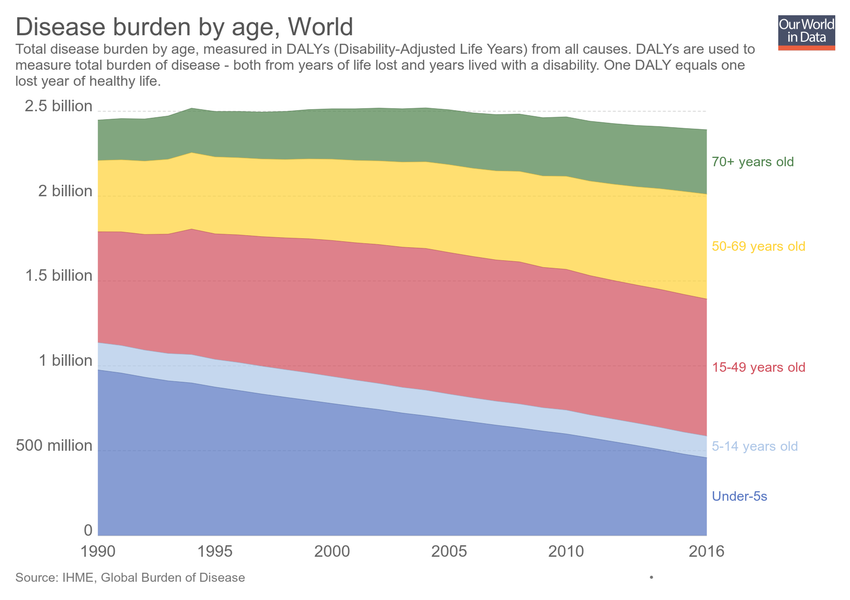 Disease burden by age, World
Our World
in Data
Total disease burden by age, measured in DALYs (Disability-Adjusted Life Years) from all causes. DALYs are used to
measure total burden of disease - both from years of life lost and years lived with a disability. One DALY equals one
lost year of healthy life.
2.5 billion
70+ years old
2 billion
50-69 years old
1.5 billion
1 billion
15-49 years old
500 million
5-14 years old
Under-5s
0
1990 1995 2000 2005 2010 2016
Source: IHME, Global Burden of Disease